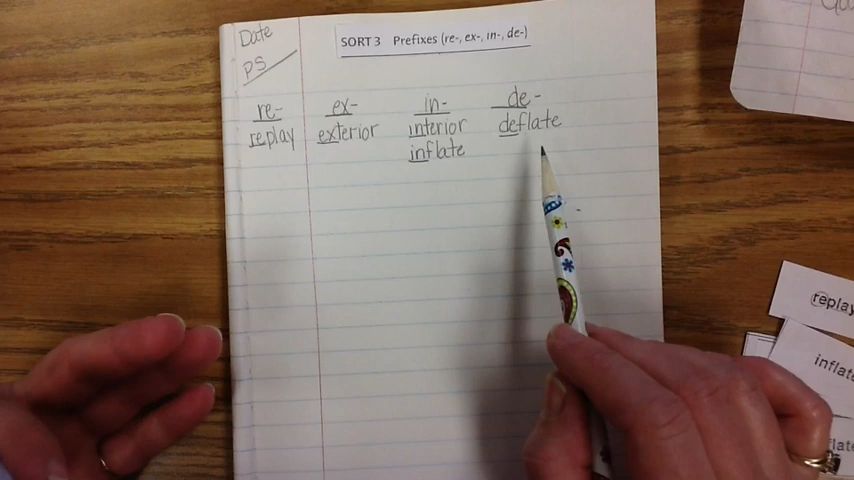 Date
PS
SORT 3 Prefixes (re-, ex-, in-, de-)
re- ex- in- de-
replay exterior interior deflate
inflate
replay